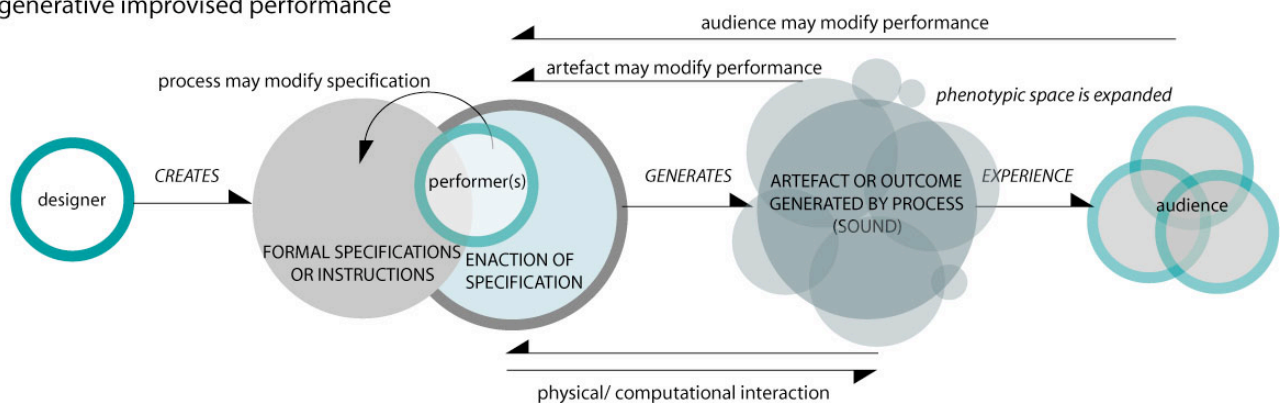 generative improvised performance
audience may modify performance
process may modify specification
artefact may modify performance
phenotypic space is expanded
designer
CREATES
performer(s)
GENERATES
ARTEFACT OR OUTCOME
GENERATED BY PROCESS
(SOUND)
EXPERIENCE
audience
FORMAL SPECIFICATIONS
OR INSTRUCTIONS
ENACTION OF
SPECIFICATION
physical/ computational interaction